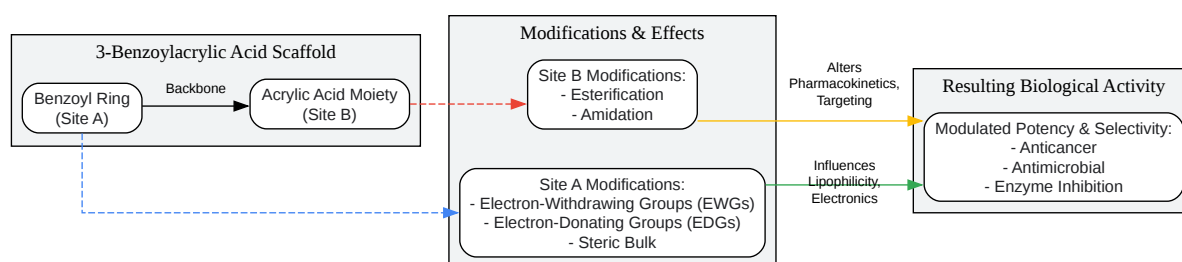 3-Benzoylacrylic Acid Scaffold
Benzoyl Ring
(Site A)
Backbone
Acrylic Acid Moiety
(Site B)
Modifications & Effects
Site B Modifications:
- Esterification
- Amidation
Site A Modifications:
- Electron-Withdrawing Groups (EWGs)
- Electron-Donating Groups (EDGs)
- Steric Bulk
Alters
Pharmacokinetics,
Targeting
Influences
Lipophilicity,
Electronics
Resulting Biological Activity
Modulated Potency & Selectivity:
- Anticancer
- Antimicrobial
- Enzyme Inhibition